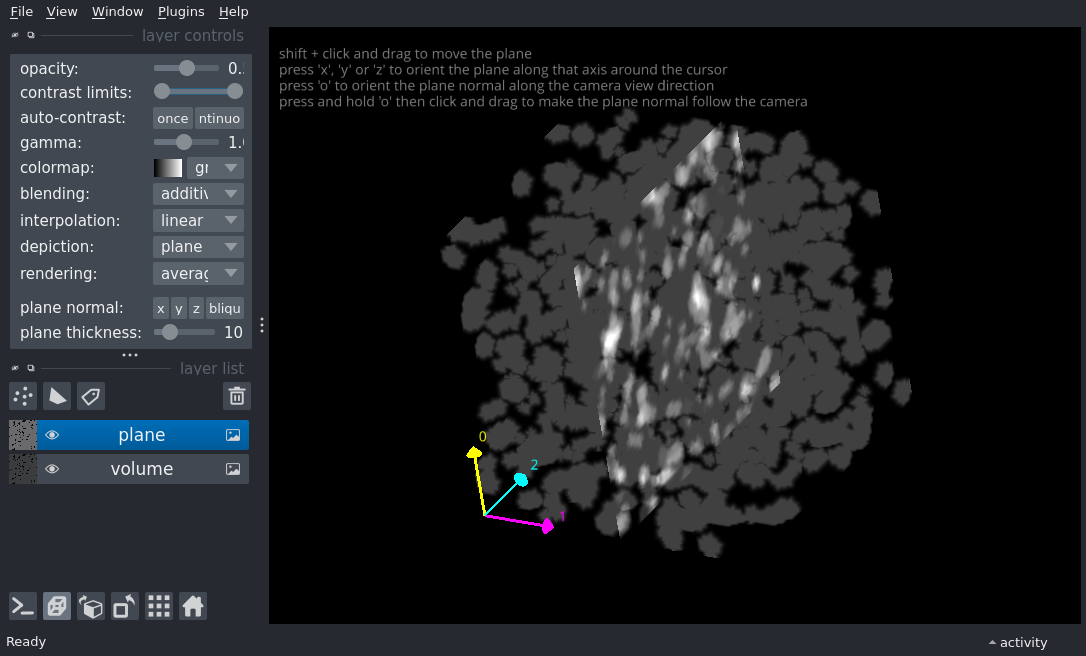 File View Window Plugins Help
layer controls
opacity: 0.
contrast limits:
auto-contrast: once ntinuo
gamma: 1.
colormap: gr
blending: additiv
interpolation: linear
depiction: plane
rendering: averag
plane normal: x y z bliqu
plane thickness: 10
layer list
plane
volume
Ready
shift + click and drag to move the plane
press 'x', 'y' or 'z' to orient the plane along that axis around the cursor
press 'o' to orient the plane normal along the camera view direction
press and hold 'o' then click and drag to make the plane normal follow the camera
0
2
1
activity